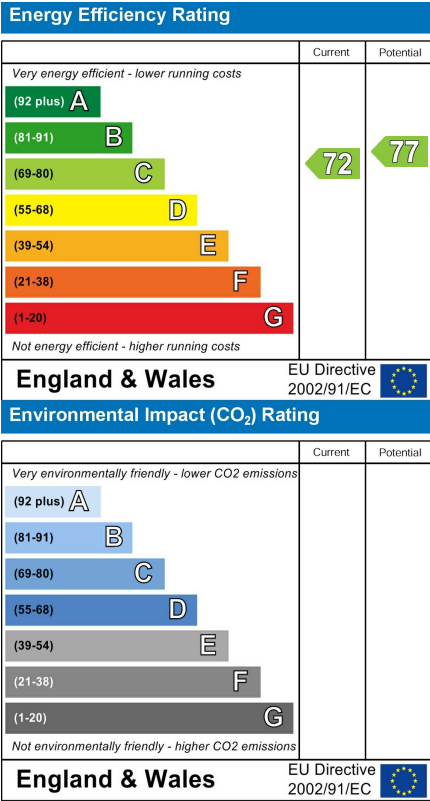 Energy Efficiency Rating
Current Potential
Very energy efficient - lower running costs
(92 plus) A
(81-91) B
(69-80) C
72 77
(55-68) D
(39-54) E
(21-38) F
(1-20) G
Not energy efficient - higher running costs
England & Wales
EU Directive
2002/91/EC
Environmental Impact (CO₂) Rating
Current Potential
Very environmentally friendly - lower CO2 emissions
(92 plus) A
(81-91) B
(69-80) C
(55-68) D
(39-54) E
(21-38) F
(1-20) G
Not environmentally friendly - higher CO2 emissions
England & Wales
EU Directive
2002/91/EC